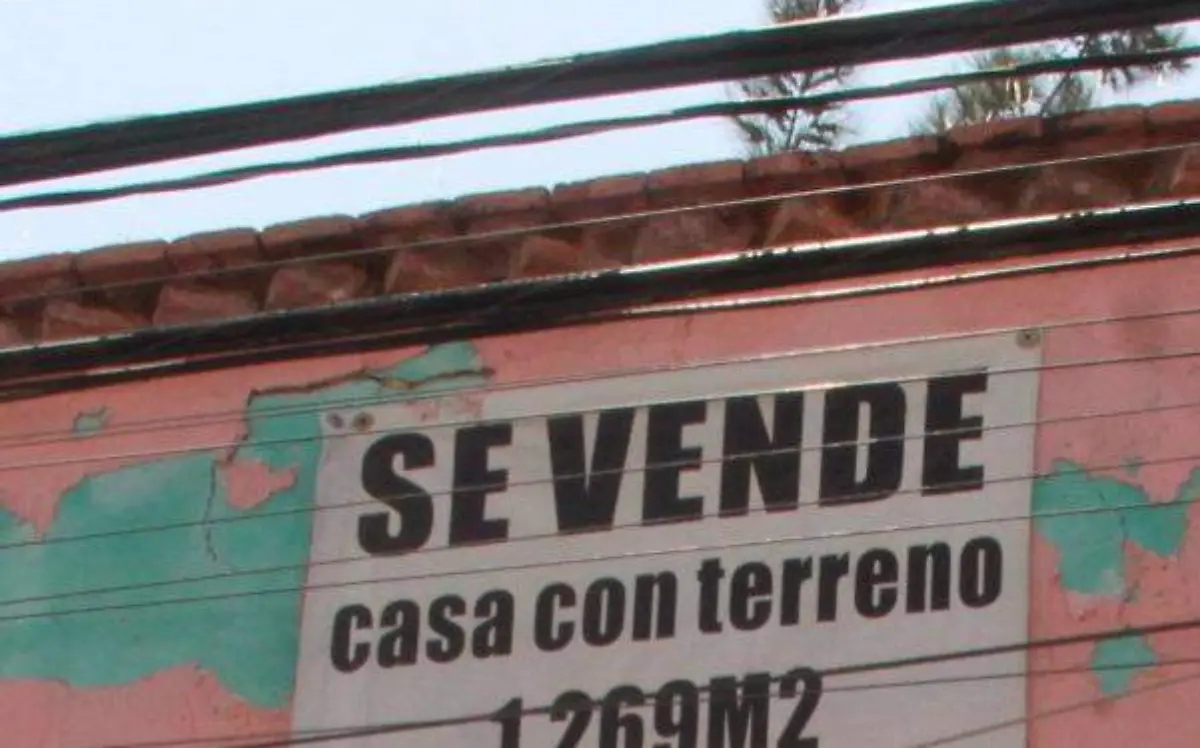 SE VENDE
casa con terreno
1,269M2